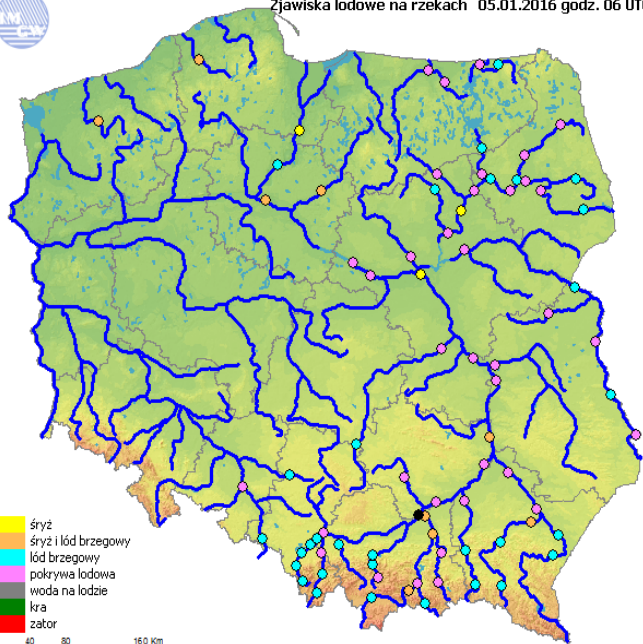 Zjawiska lodowe na rzekach 05.01.2016 godz. 06 UT
śryż
śryż i lód brzegowy
lód brzegowy
pokrywa lodowa
woda na lodzie
kra
zator
40 80 160 Km